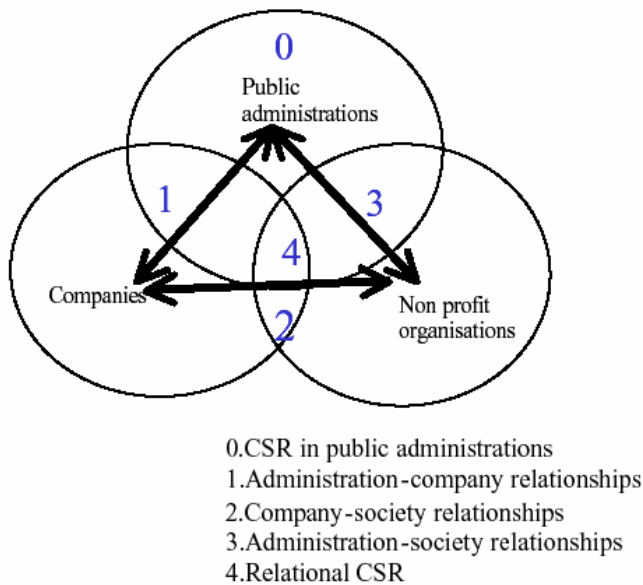 0
Public
administrations
1
3
4
Companies
Non profit
organisations
2
0.CSR in public administrations
1.Administration-company relationships
2.Company-society relationships
3.Administration-society relationships
4.Relational CSR